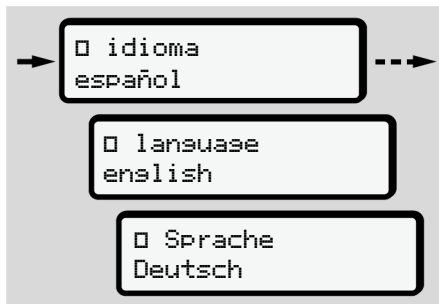 □ idioma
español
□ language
english
□ Sprache
Deutsch